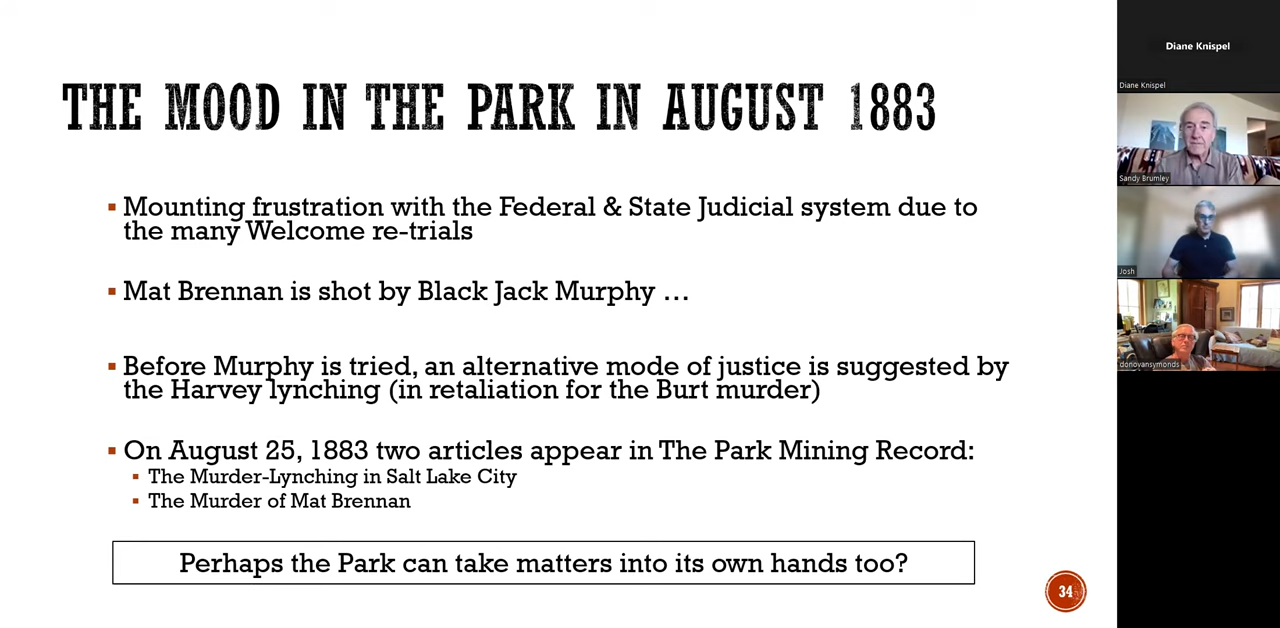 THE MOOD IN THE PARK IN AUGUST 1883
▪ Mounting frustration with the Federal & State Judicial system due to
the many Welcome re-trials
▪ Mat Brennan is shot by Black Jack Murphy …
▪ Before Murphy is tried, an alternative mode of justice is suggested by
the Harvey lynching (in retaliation for the Burt murder)
▪ On August 25, 1883 two articles appear in The Park Mining Record:
▪ The Murder-Lynching in Salt Lake City
▪ The Murder of Mat Brennan
Perhaps the Park can take matters into its own hands too?
34
Diane Knispel
Diane Knispel
Sandy Brumley
Josh
donovansymonds